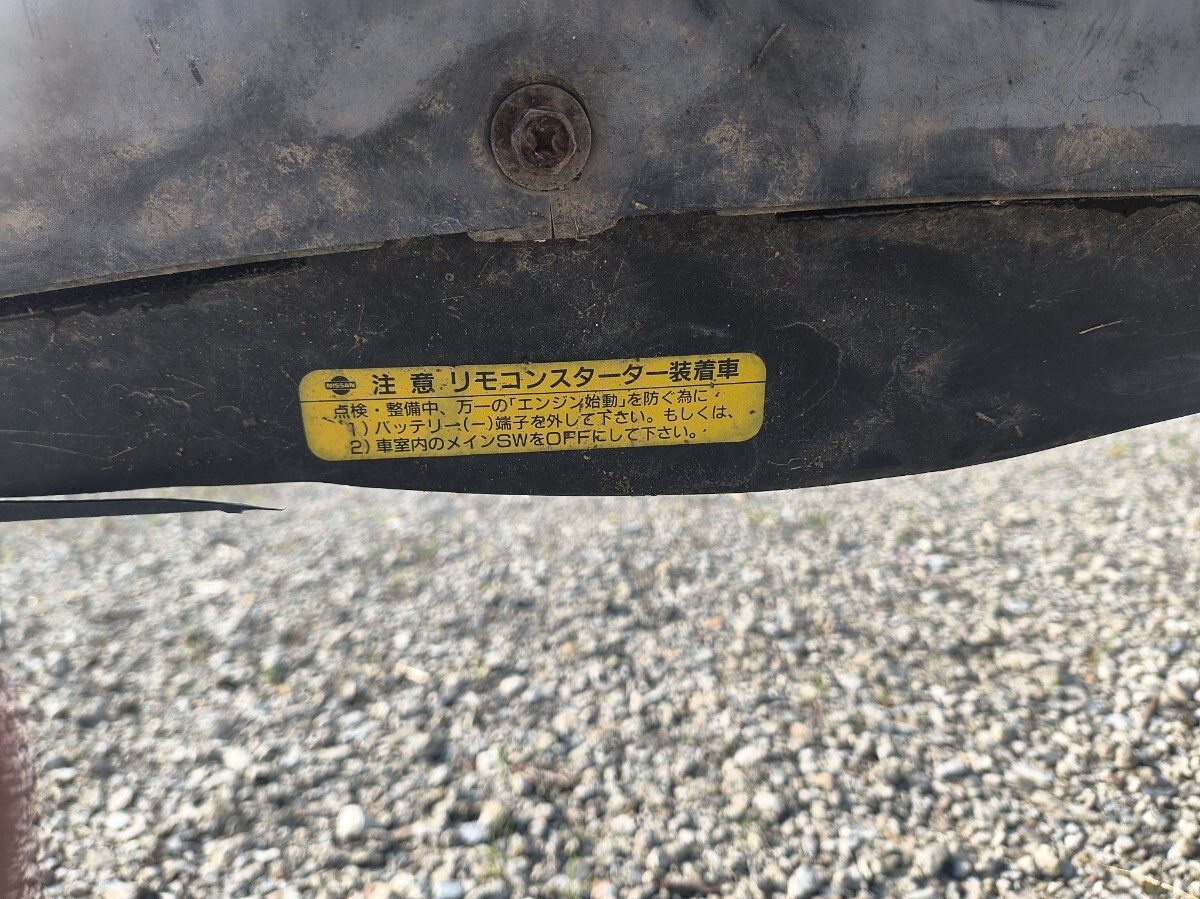 NISSAN 注意 リモコンスターター装着車
点検・整備中、万一の「エンジン始動」を防ぐ為に
1) バッテリー(ー)端子を外して下さい。もしくは、
2) 車室内のメインSWをOFFにして下さい。